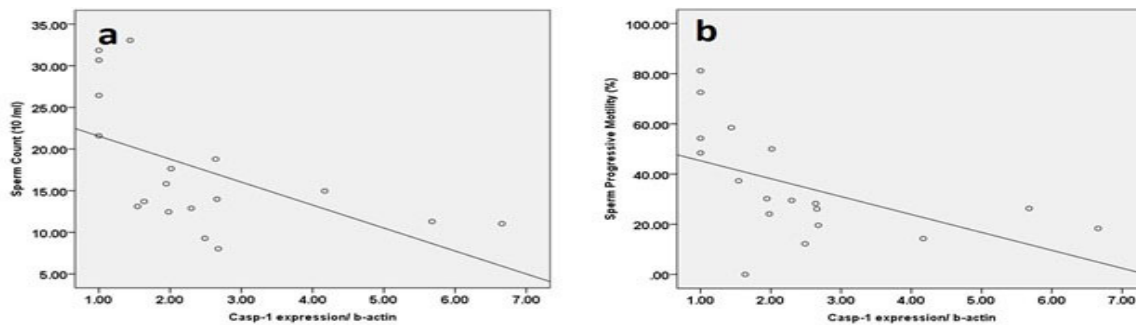 a
35.00
30.00
25.00
20.00
15.00
10.00
5.00
Sperm Count (10 /ml)
1.00 2.00 3.00 4.00 5.00 6.00 7.00
Casp-1 expression/ b-actin
b
100.00
80.00
60.00
40.00
20.00
.00
Sperm Progressive Motility (%)
1.00 2.00 3.00 4.00 5.00 6.00 7.00
Casp-1 expression/ b-actin